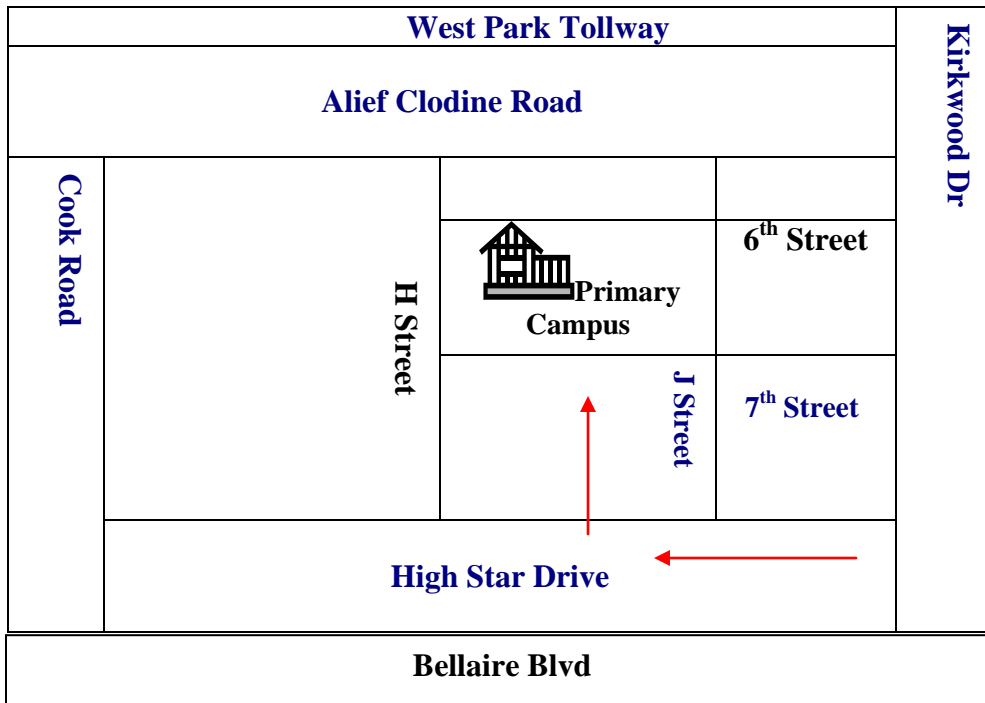 West Park Tollway
Kirkwood Dr
Alief Clodine Road
Cook Road
H Street
Primary
Campus
6th Street
J Street
7th Street
High Star Drive
Bellaire Blvd